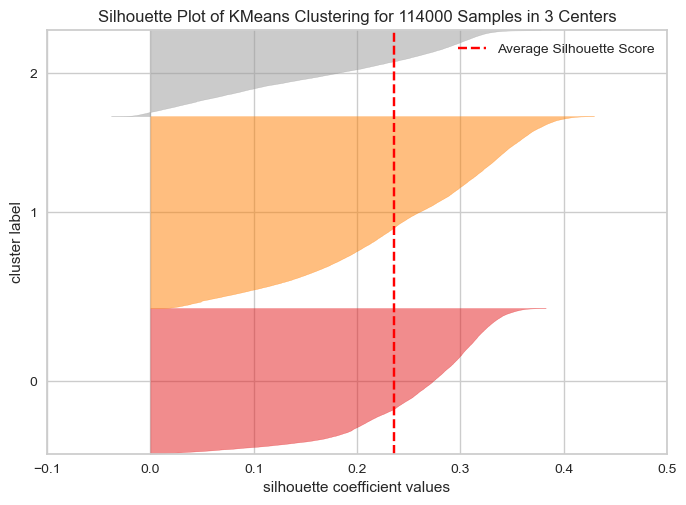 Silhouette Plot of KMeans Clustering for 114000 Samples in 3 Centers
Average Silhouette Score
2
1
0
cluster label
−0.1
0.0
0.1
0.2
0.3
0.4
0.5
silhouette coefficient values